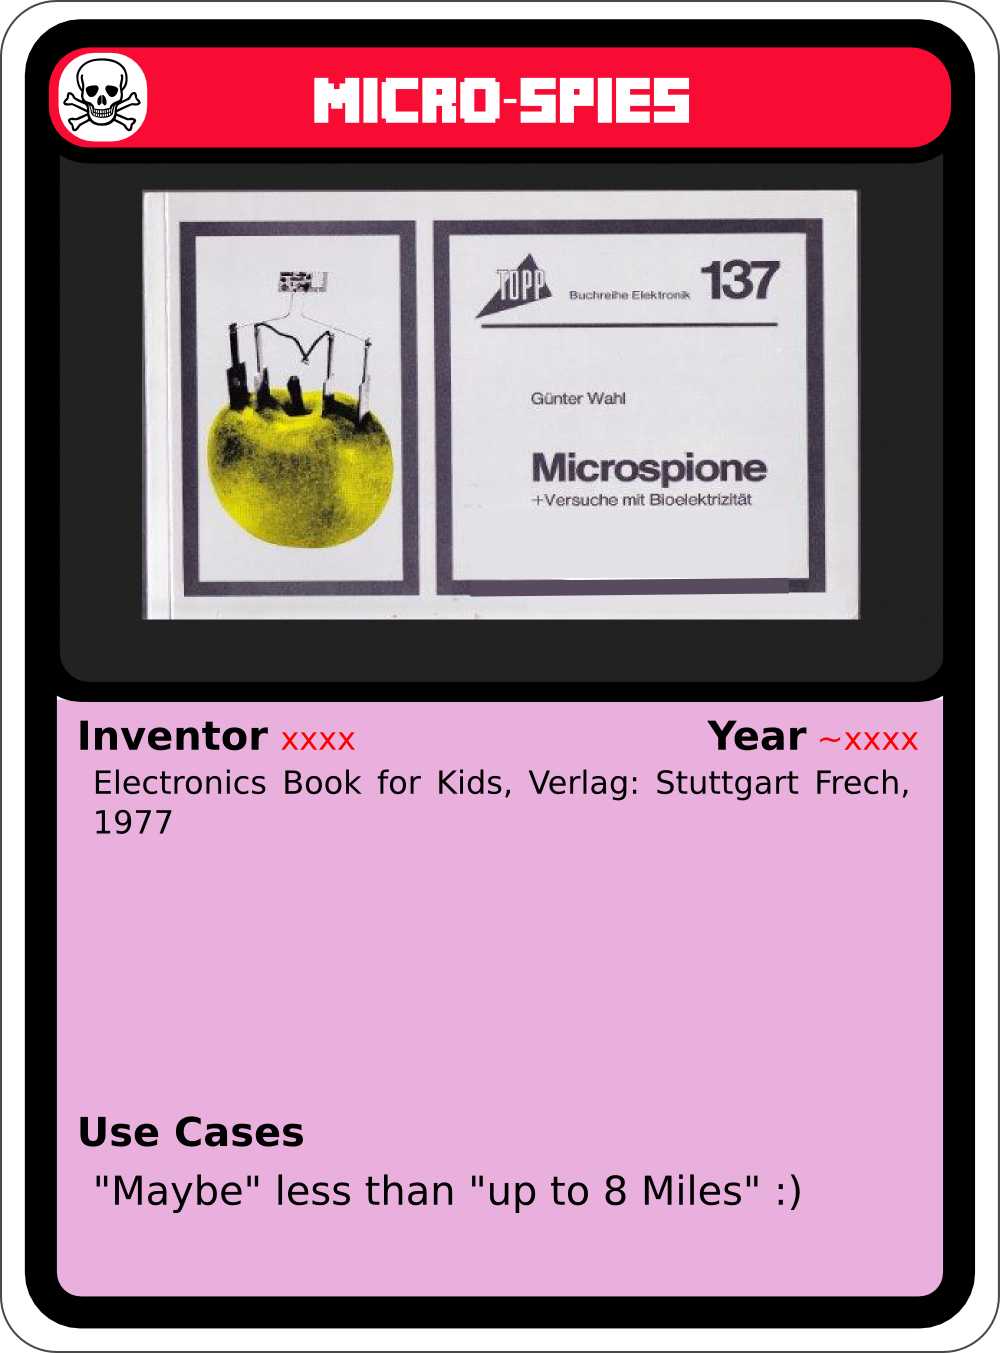 MICRO-SPIES
TOPP
Buchreihe Elektronik 137
Günter Wahl
Microspione
+Versuche mit Bioelektrizität
Inventor xxxx Year ~xxxx
Electronics Book for Kids, Verlag: Stuttgart Frech,
1977
Use Cases
"Maybe" less than "up to 8 Miles" :)